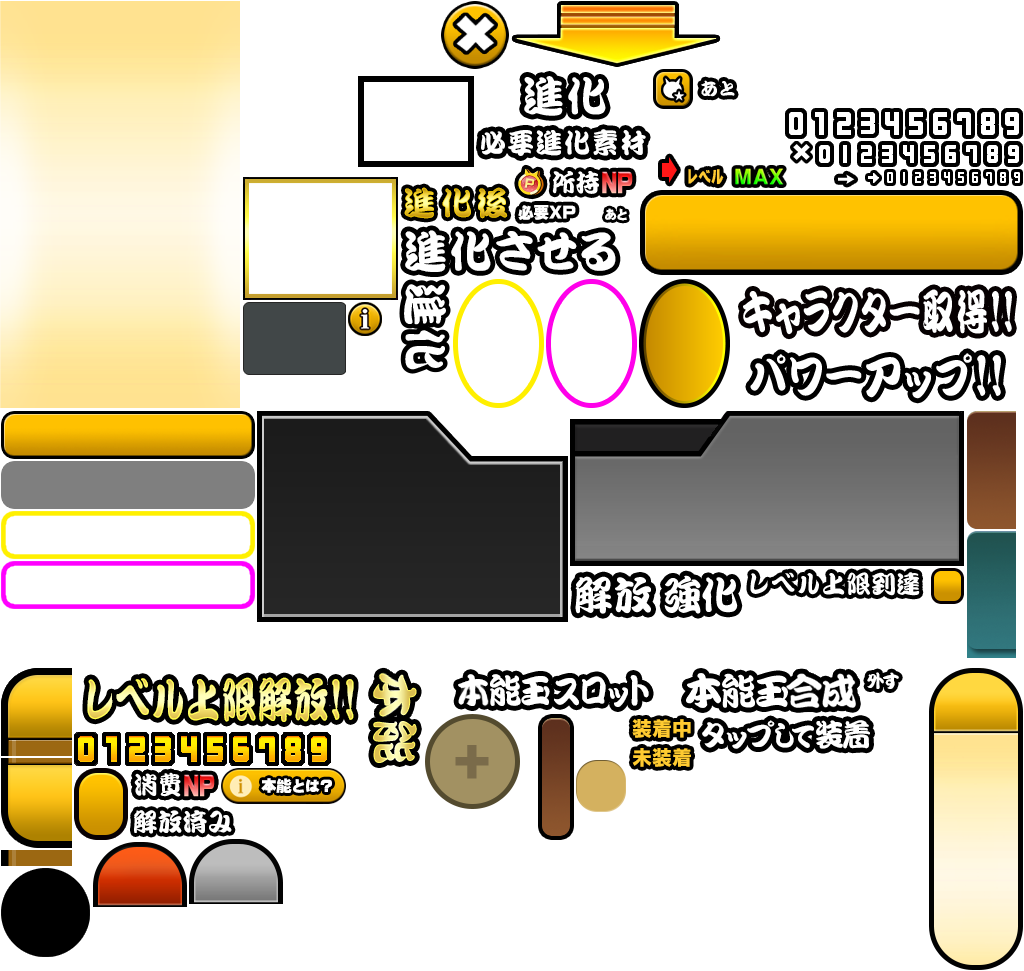 進化
あと
0123456789
必要進化素材
×0123456789
レベル MAX
→ →0123456789
P 所持NP
進化後
必要XP
あと
進化させる
i
進化
キャラクター取得!!
パワーアップ!!
解放 強化
レベル上限到達
レベル上限解放!!
本能
本能玉スロット
本能玉合成
外す
0123456789
装着中
タップして装着
未装着
消費NP
i 本能とは?
解放済み